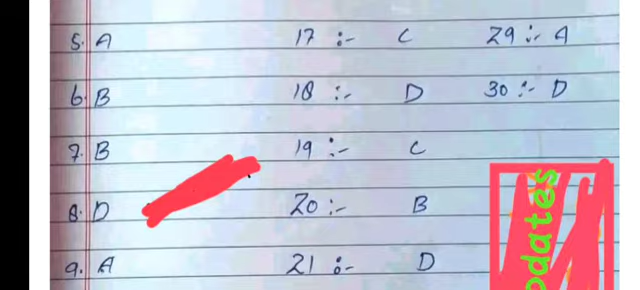 5. A 17 :- C 29 :- A
6. B 18 :- D 30 :- D
7. B 19 :- C
8. D 20 :- B
9. A 21 :- D